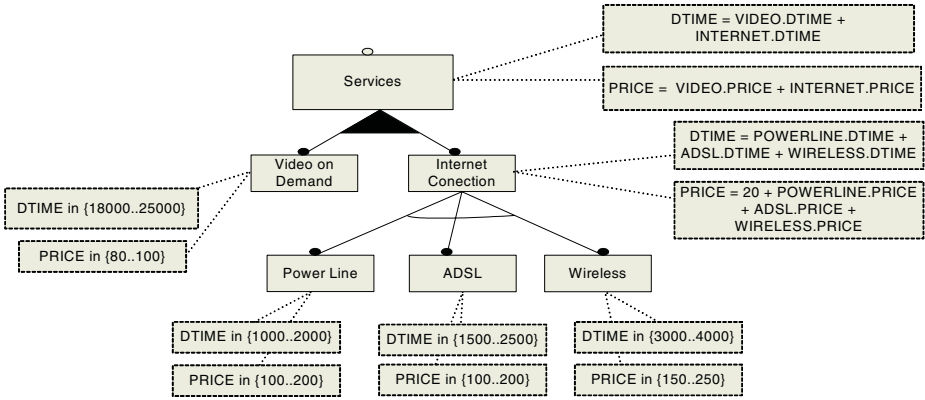 DTIME = VIDEO.DTIME +
INTERNET.DTIME
Services
PRICE = VIDEO.PRICE + INTERNET.PRICE
DTIME = POWERLINE.DTIME +
ADSL.DTIME + WIRELESS.DTIME
Video on
Demand
Internet
Conection
DTIME in {18000..25000}
PRICE = 20 + POWERLINE.PRICE
+ ADSL.PRICE +
WIRELESS.PRICE
PRICE in {80..100}
Power Line
ADSL
Wireless
DTIME in {1000..2000}
DTIME in {1500..2500}
DTIME in {3000..4000}
PRICE in {100..200}
PRICE in {100..200}
PRICE in {150..250}